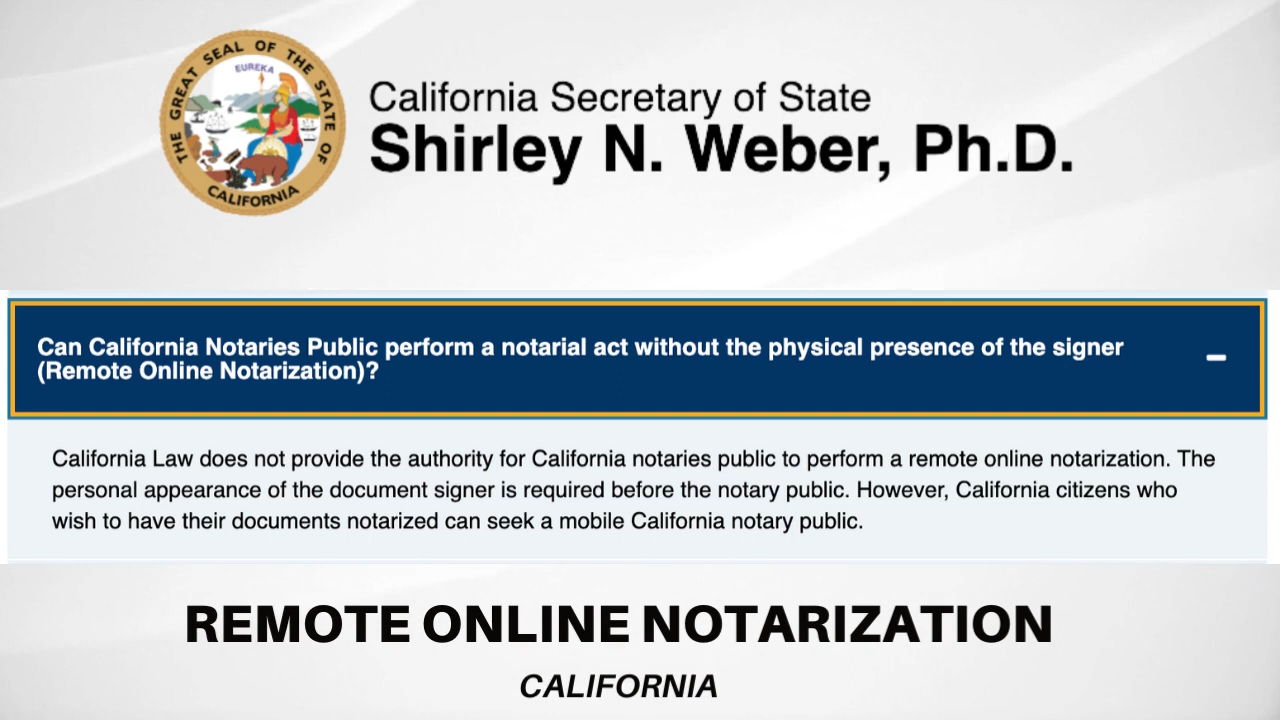 THE GREAT SEAL OF THE STATE OF CALIFORNIA
EUREKA
California Secretary of State
Shirley N. Weber, Ph.D.
Can California Notaries Public perform a notarial act without the physical presence of the signer
(Remote Online Notarization)?
California Law does not provide the authority for California notaries public to perform a remote online notarization. The
personal appearance of the document signer is required before the notary public. However, California citizens who
wish to have their documents notarized can seek a mobile California notary public.
REMOTE ONLINE NOTARIZATION
CALIFORNIA